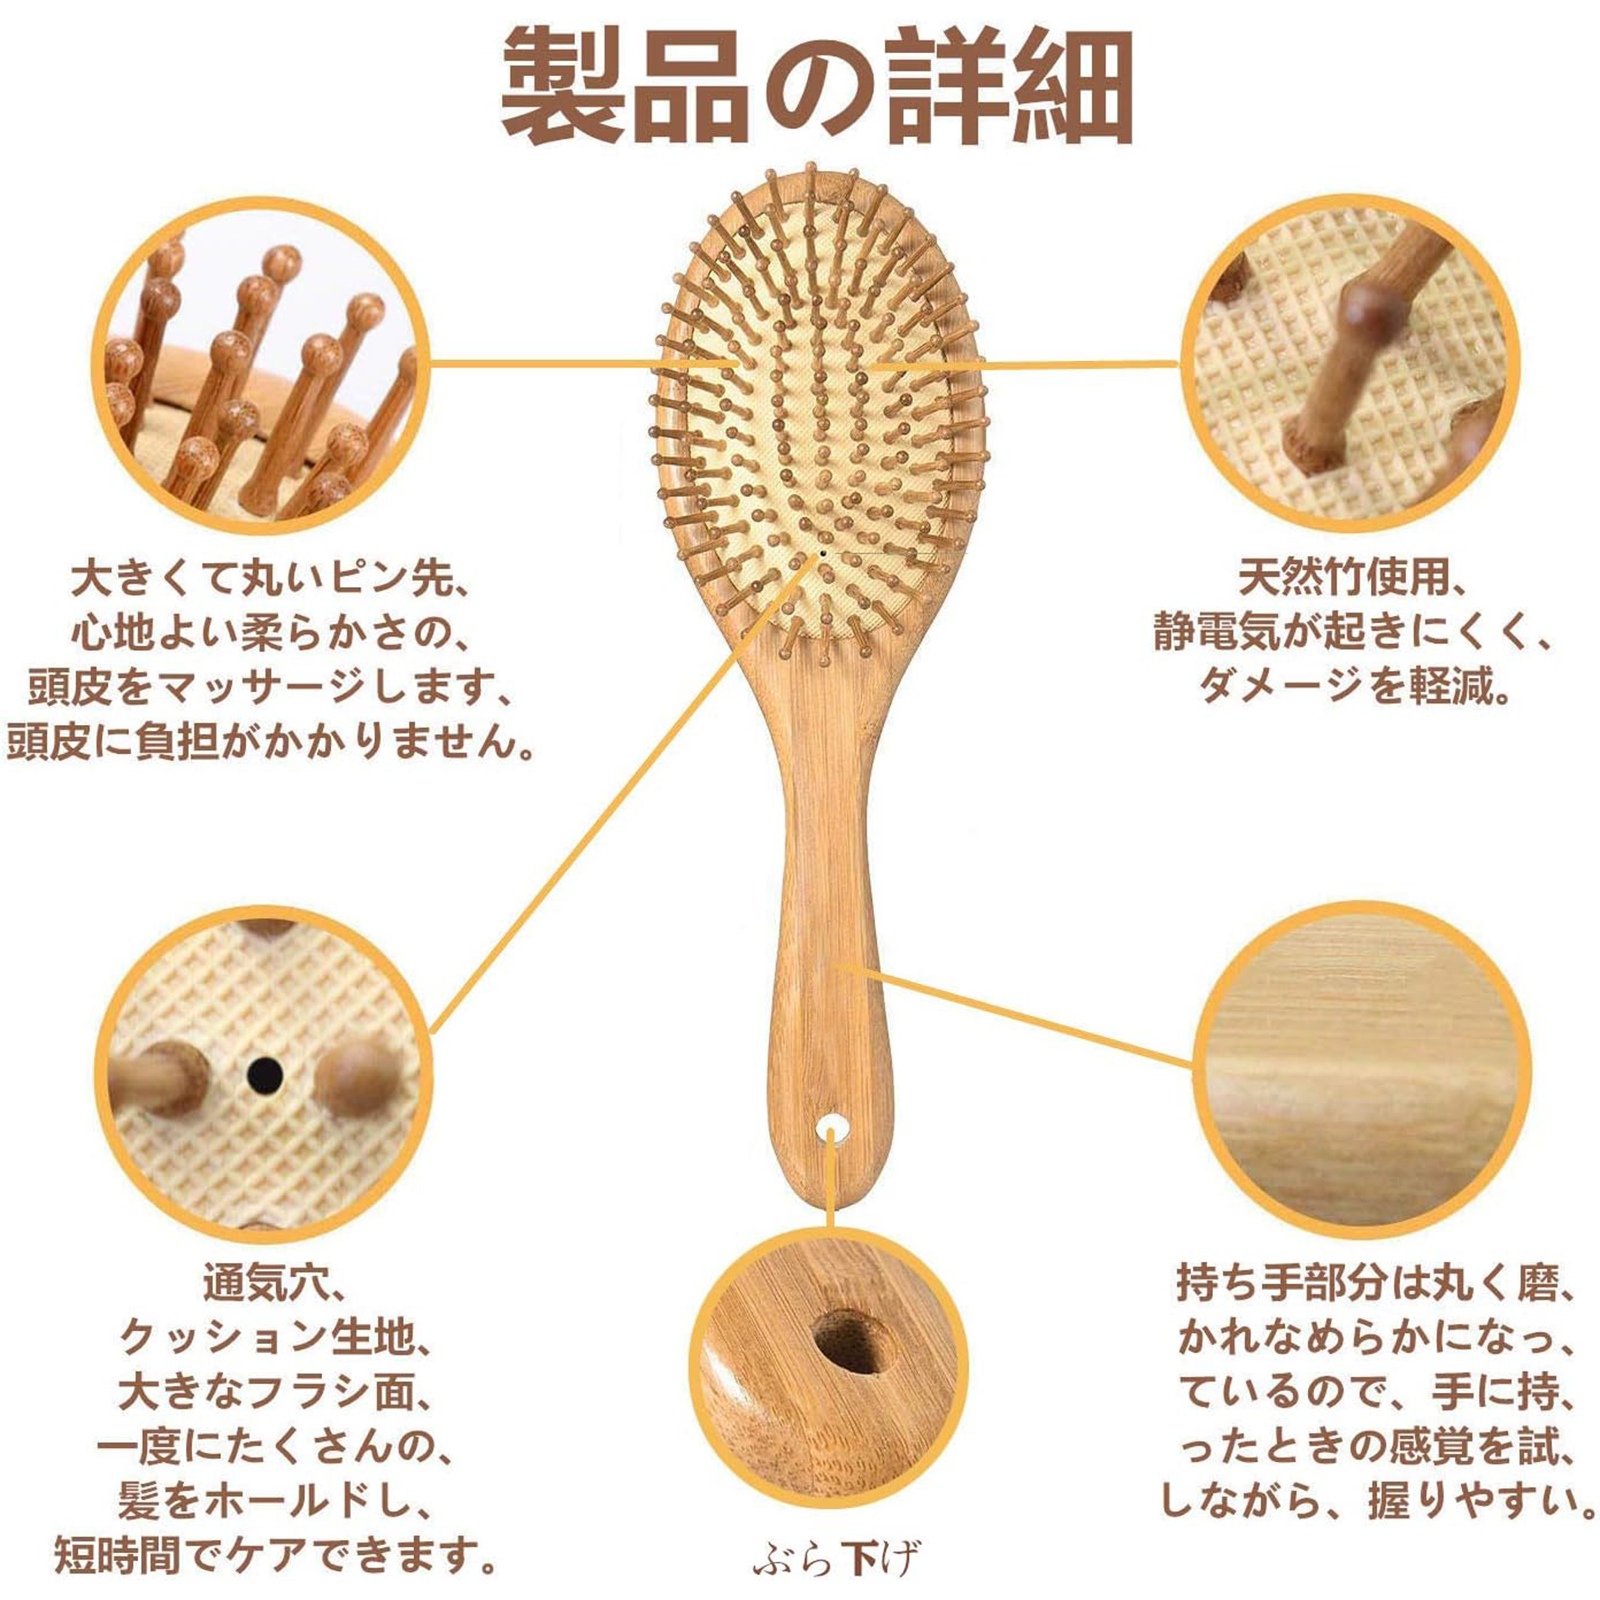 製品の詳細
大きくて丸いピン先、
心地よい柔らかさの、
頭皮をマッサージします、
頭皮に負担がかかりません。
天然竹使用、
静電気が起きにくく、
ダメージを軽減。
通気穴、
クッション生地、
大きなフラシ面、
一度にたくさんの、
髪をホールドし、
短時間でケアできます。
ぶら下げ
持ち手部分は丸く磨、
かれなめらかになっ、
ているので、手に持、
ったときの感覚を試、
しながら、握りやすい。